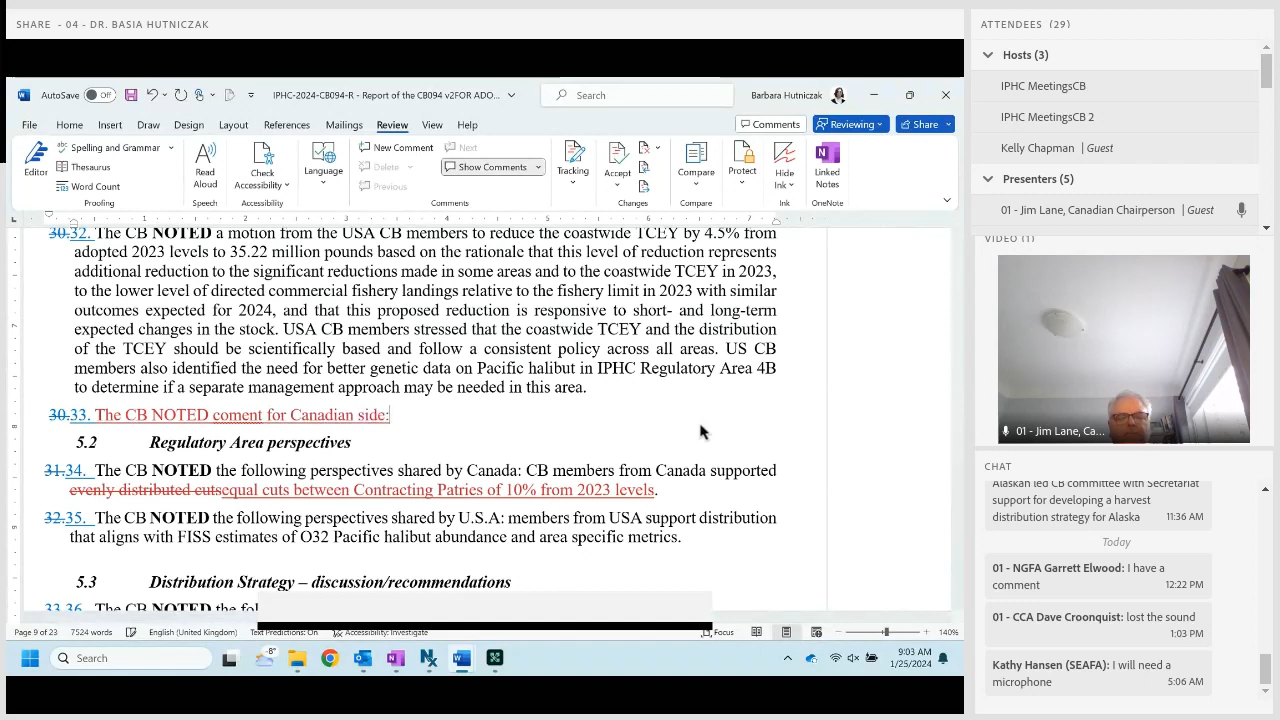 SHARE - 04 - DR. BASIA HUTNICZAK
AutoSave Off
IPHC-2024-CB094-R - Report of the CB094 v2FOR ADO...
Search
Barbara Hutniczak
File Home Insert Draw Design Layout References Mailings Review View Help
Comments Reviewing Share
Editor
Spelling and Grammar
Thesaurus
Word Count
Proofing
Read Aloud
Speech
Check Accessibility
Accessibility
Language
New Comment
Delete
Previous
Next
Show Comments
Comments
Tracking
Accept
Changes
Compare
Compare
Protect
Hide Ink
Ink
Linked Notes
OneNote
1 2 3 4 5 6 7
30.32. The CB NOTED a motion from the USA CB members to reduce the coastwide TCEY by 4.5% from
adopted 2023 levels to 35.22 million pounds based on the rationale that this level of reduction represents
additional reduction to the significant reductions made in some areas and to the coastwide TCEY in 2023,
to the lower level of directed commercial fishery landings relative to the fishery limit in 2023 with similar
outcomes expected for 2024, and that this proposed reduction is responsive to short- and long-term
expected changes in the stock. USA CB members stressed that the coastwide TCEY and the distribution
of the TCEY should be scientifically based and follow a consistent policy across all areas. US CB
members also identified the need for better genetic data on Pacific halibut in IPHC Regulatory Area 4B
to determine if a separate management approach may be needed in this area.
30.33. The CB NOTED coment for Canadian side:
5.2 Regulatory Area perspectives
31.34. The CB NOTED the following perspectives shared by Canada: CB members from Canada supported
evenly distributed cutsequal cuts between Contracting Patries of 10% from 2023 levels.
32.35. The CB NOTED the following perspectives shared by U.S.A: members from USA support distribution
that aligns with FISS estimates of O32 Pacific halibut abundance and area specific metrics.
5.3 Distribution Strategy – discussion/recommendations
33.36. The CB NOTED the fol
Page 9 of 23 7524 words English (United Kingdom) Text Predictions: On Accessibility: Investigate Focus 140%
Search
-8°
9:03 AM
1/25/2024
ATTENDEES (29)
Hosts (3)
IPHC MeetingsCB
IPHC MeetingsCB 2
Kelly Chapman | Guest
Presenters (5)
01 - Jim Lane, Canadian Chairperson | Guest
VIDEO (1)
01 - Jim Lane, Ca...
CHAT
Alaskan led CB committee with Secretariat
support for developing a harvest
distribution strategy for Alaska 11:36 AM
Today
01 - NGFA Garrett Elwood: I have a
comment 12:22 PM
01 - CCA Dave Croonquist: lost the sound
1:03 PM
Kathy Hansen (SEAFA): I will need
microphone 5:06 AM